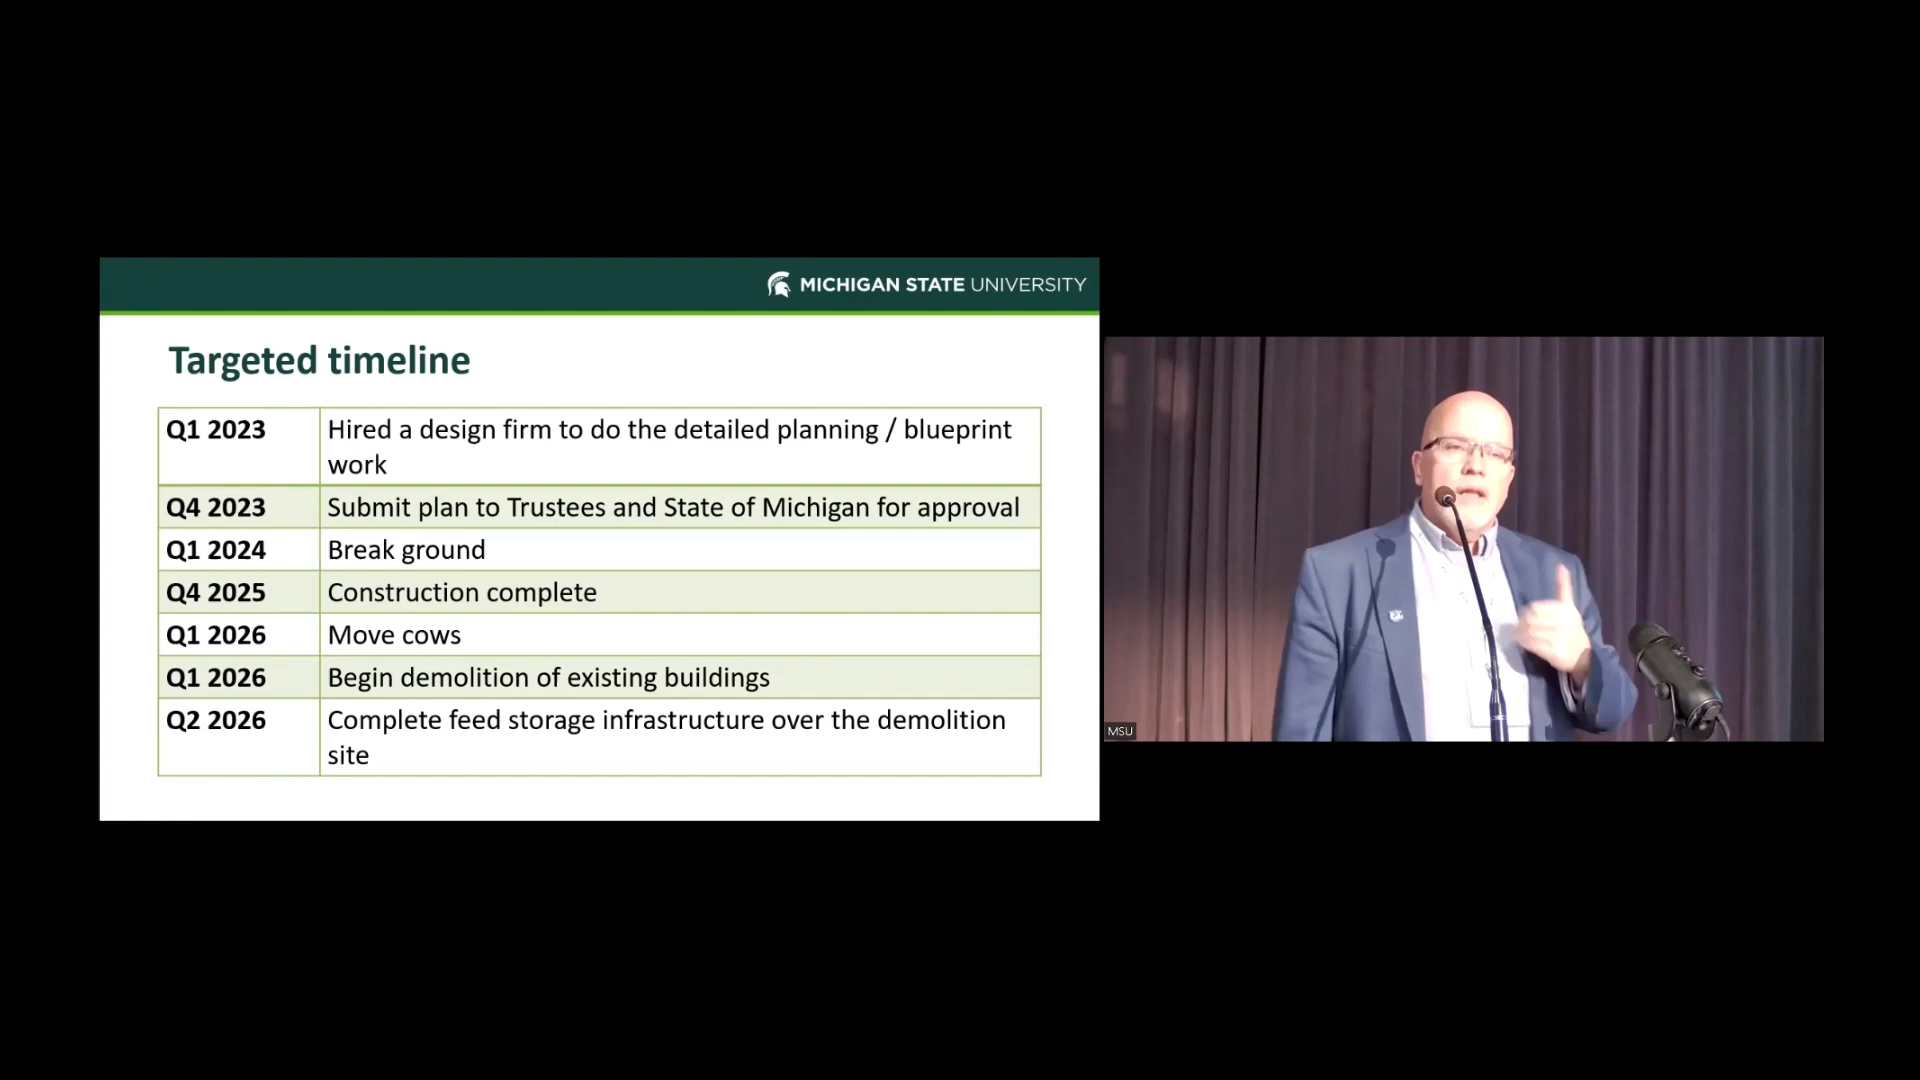 MICHIGAN STATE UNIVERSITY
Targeted timeline
Q1 2023 Hired a design firm to do the detailed planning / blueprint
work
Q4 2023 Submit plan to Trustees and State of Michigan for approval
Q1 2024 Break ground
Q4 2025 Construction complete
Q1 2026 Move cows
Q1 2026 Begin demolition of existing buildings
Q2 2026 Complete feed storage infrastructure over the demolition
site
MSU